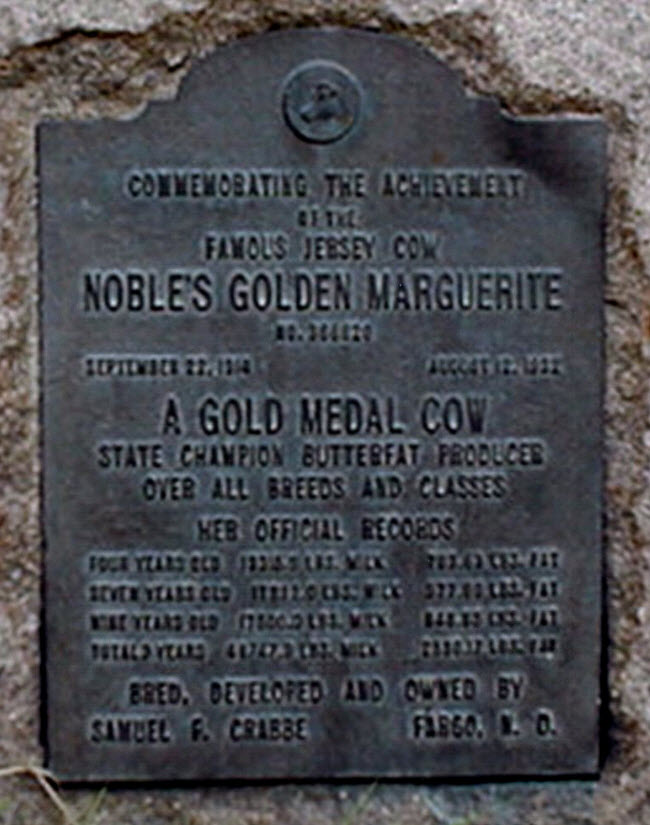 COMMEMORATING THE ACHIEVEMENT
OF THE
FAMOUS JERSEY COW
NOBLE'S GOLDEN MARGUERITE
NO.
SEPTEMBER 22, 1914 AUGUST 12, 1932
A GOLD MEDAL COW
STATE CHAMPION BUTTERFAT PRODUCER
OVER ALL BREEDS AND CLASSES
HER OFFICIAL RECORDS
FOUR YEARS OLD LBS. MILK LBS. FAT
SEVEN YEARS OLD LBS. MILK LBS. FAT
NINE YEARS OLD LBS. MILK LBS. FAT
TOTAL 3 YEARS LBS. MILK LBS. FAT
BRED, DEVELOPED AND OWNED BY
SAMUEL F. CRABBE FARGO, N. D.